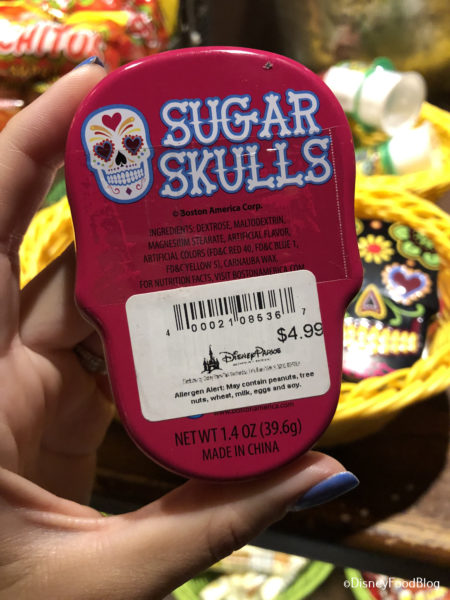 CHITO
SUGAR
SKULLS
© Boston America Corp.
INGREDIENTS: DEXTROSE, MALTODEXTRIN,
MAGNESIUM STEARATE, ARTIFICIAL FLAVOR,
ARTIFICIAL COLORS (FD&C RED 40, FD&C BLUE 1,
FD&C YELLOW 5), CARNAUBA WAX.
FOR NUTRITION FACTS, VISIT BOSTONAMERICA.COM
4 00021 08536 7
$4.99
Disney Parks
Allergen Alert: May contain peanuts, tree
nuts, wheat, milk, eggs and soy.
www.bostonamerica.com
NET WT 1.4 OZ (39.6g)
MADE IN CHINA
©DisneyFoodBlog